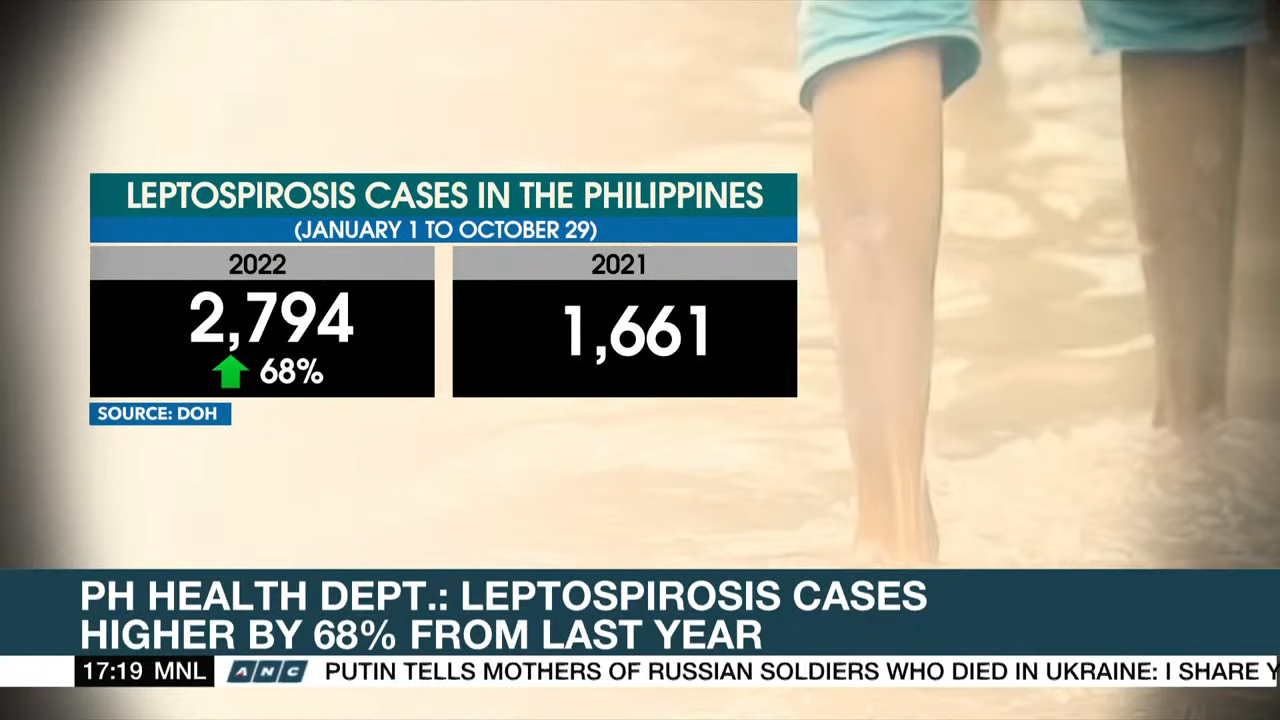 LEPTOSPIROSIS CASES IN THE PHILIPPINES
(JANUARY 1 TO OCTOBER 29)
2022
2,794
68%
2021
1,661
SOURCE: DOH
PH HEALTH DEPT.: LEPTOSPIROSIS CASES
HIGHER BY 68% FROM LAST YEAR
17:19 MNL ANC PUTIN TELLS MOTHERS OF RUSSIAN SOLDIERS WHO DIED IN UKRAINE: I SHARE